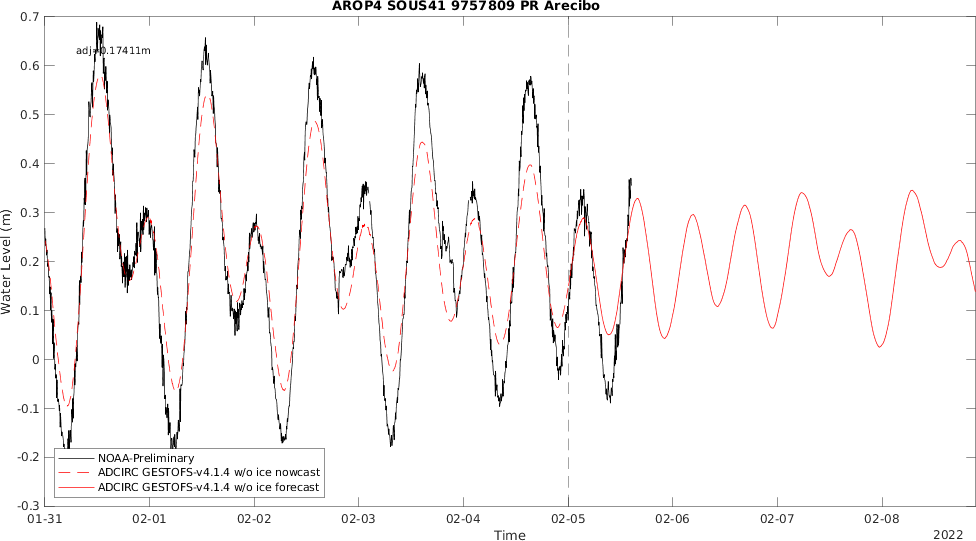 AROP4 SOUS41 9757809 PR Arecibo
adj=0.17411m
0.7
0.6
0.5
0.4
0.3
0.2
0.1
0
-0.1
-0.2
-0.3
Water Level (m)
NOAA-Preliminary
ADCIRC GESTOFS-v4.1.4 w/o ice nowcast
ADCIRC GESTOFS-v4.1.4 w/o ice forecast
01-31 02-01 02-02 02-03 02-04 02-05 02-06 02-07 02-08
Time
2022